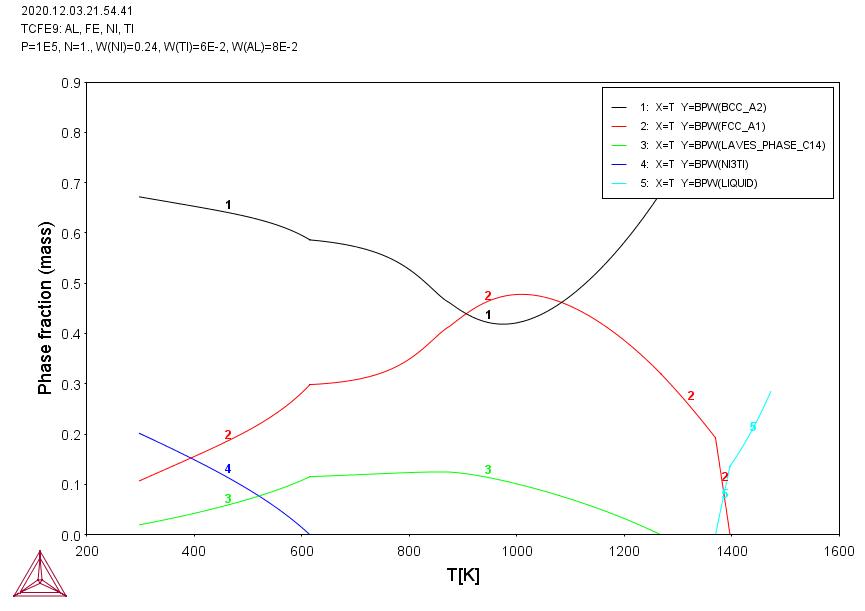 2020.12.03.21.54.41
TCFE9: AL, FE, NI, TI
P=1E5, N=1., W(NI)=0.24, W(TI)=6E-2, W(AL)=8E-2
0.9
0.8
0.7
0.6
0.5
0.4
0.3
0.2
0.1
0.0
Phase fraction (mass)
1: X=T Y=BPW(BCC_A2)
2: X=T Y=BPW(FCC_A1)
3: X=T Y=BPW(LAVES_PHASE_C14)
4: X=T Y=BPW(NI3TI)
5: X=T Y=BPW(LIQUID)
1
2
1
2
5
2
4
3
3
2
5
200 400 600 800 1000 1200 1400 1600
T[K]